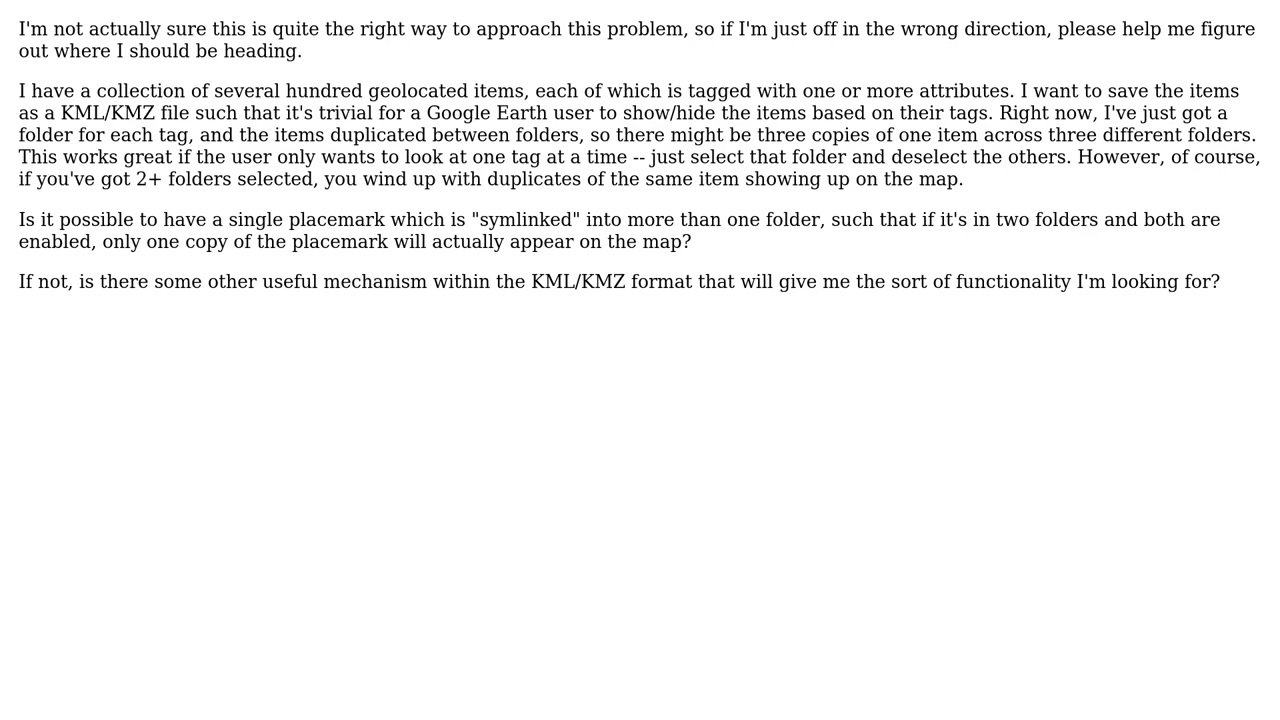 I'm not actually sure this is quite the right way to approach this problem, so if I'm just off in the wrong direction, please help me figure
out where I should be heading.
I have a collection of several hundred geolocated items, each of which is tagged with one or more attributes. I want to save the items
as a KML/KMZ file such that it's trivial for a Google Earth user to show/hide the items based on their tags. Right now, I've just got a
folder for each tag, and the items duplicated between folders, so there might be three copies of one item across three different folders.
This works great if the user only wants to look at one tag at a time -- just select that folder and deselect the others. However, of course,
if you've got 2+ folders selected, you wind up with duplicates of the same item showing up on the map.
Is it possible to have a single placemark which is "symlinked" into more than one folder, such that if it's in two folders and both are
enabled, only one copy of the placemark will actually appear on the map?
If not, is there some other useful mechanism within the KML/KMZ format that will give me the sort of functionality I'm looking for?